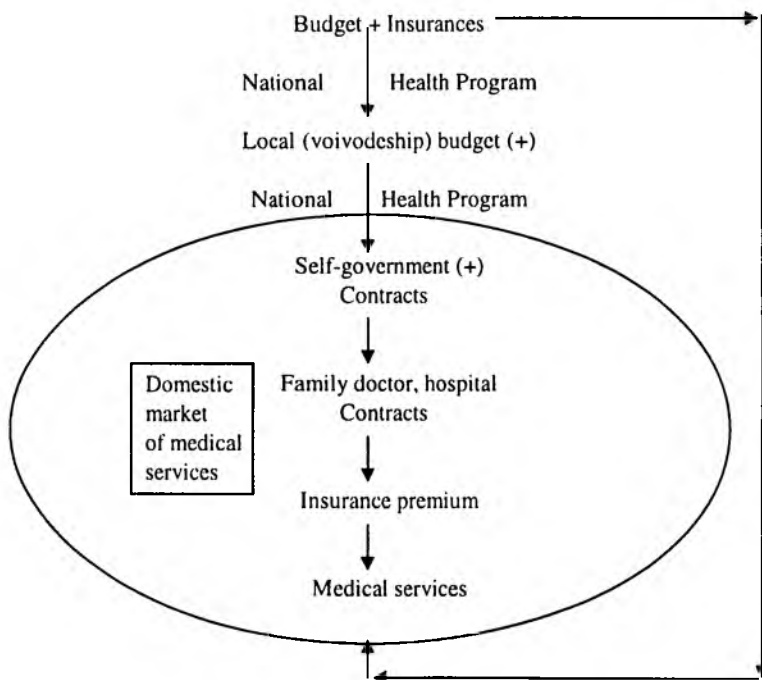 Budget + Insurances
National Health Program
Local (voivodeship) budget (+)
National Health Program
Self-government (+)
Contracts
Domestic
market
of medical
services
Family doctor, hospital
Contracts
Insurance premium
Medical services